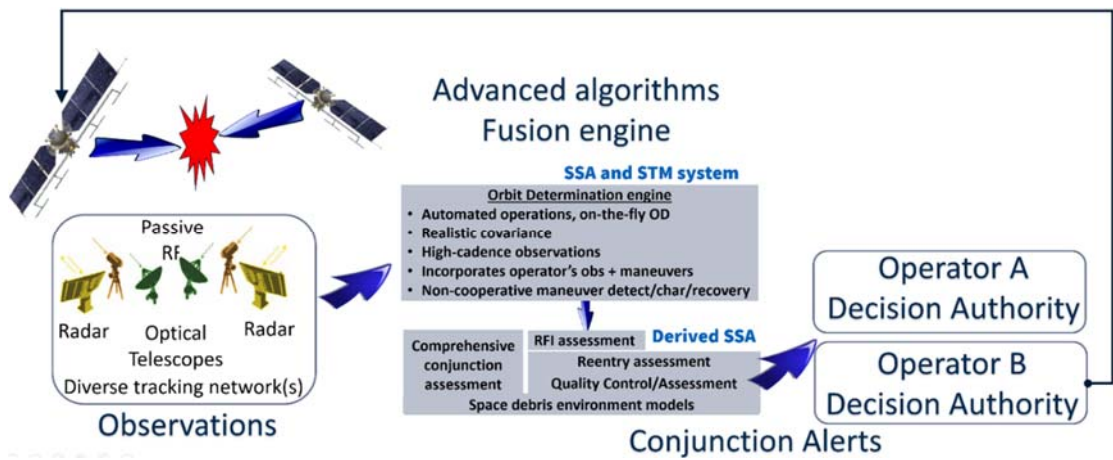 Advanced algorithms
Fusion engine
SSA and STM system
Orbit Determination engine
• Automated operations, on-the-fly OD
• Realistic covariance
• High-cadence observations
• Incorporates operator's obs + maneuvers
• Non-cooperative maneuver detect/char/recovery
Passive
RF
Radar
Optical
Telescopes
Radar
Diverse tracking network(s)
Observations
Derived SSA
Comprehensive
conjunction
assessment
RFI assessment
Reentry assessment
Quality Control/Assessment
Space debris environment models
Conjunction Alerts
Operator A
Decision Authority
Operator B
Decision Authority